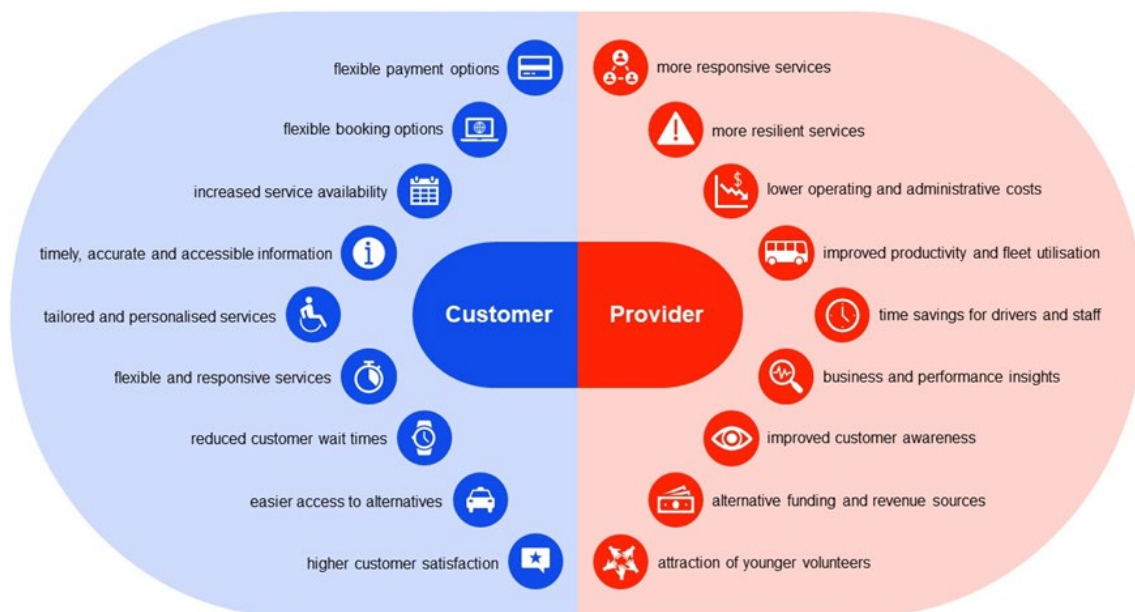 flexible payment options
flexible booking options
increased service availability
timely, accurate and accessible information
tailored and personalised services
flexible and responsive services
reduced customer wait times
easier access to alternatives
higher customer satisfaction
Customer
Provider
more responsive services
more resilient services
$
lower operating and administrative costs
improved productivity and fleet utilisation
time savings for drivers and staff
business and performance insights
improved customer awareness
alternative funding and revenue sources
attraction of younger volunteers